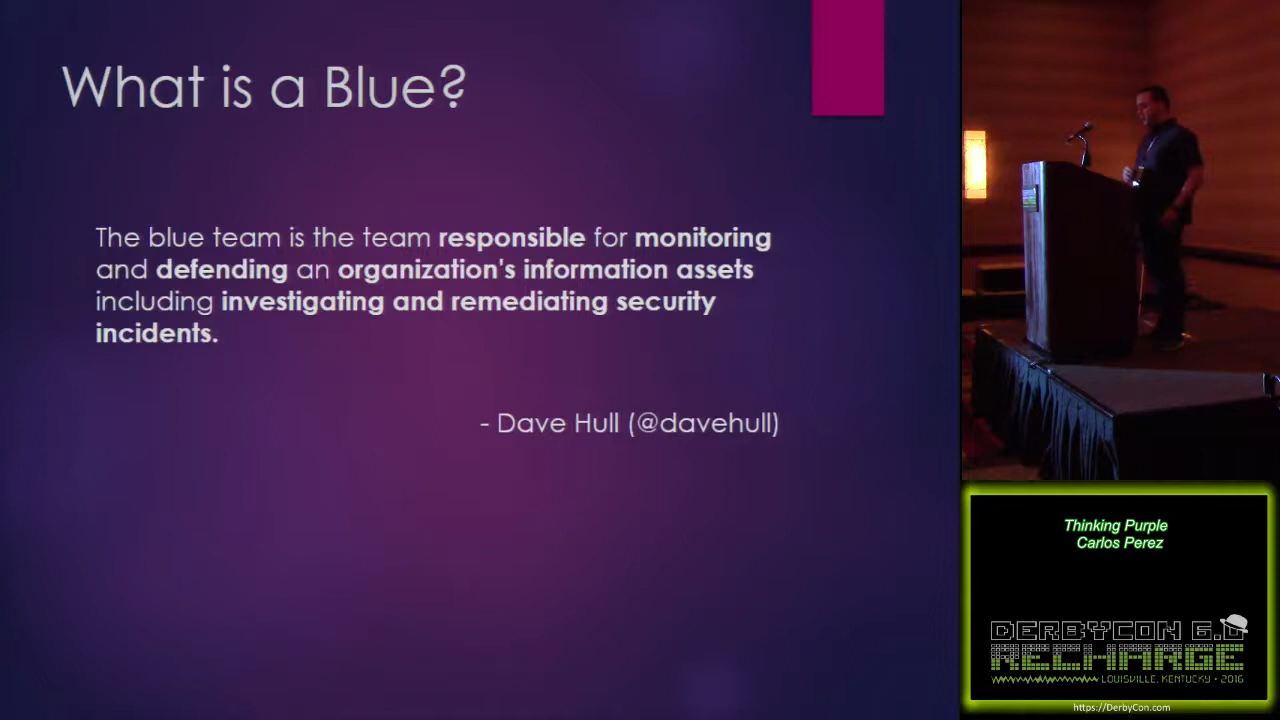 What is a Blue?
The blue team is the team responsible for monitoring
and defending an organization's information assets
including investigating and remediating security
incidents.
- Dave Hull (@davehull)
Thinking Purple
Carlos Perez
DERBYCON 6.0
RECHARGE
LOUISVILLE, KENTUCKY • 2016
https://DerbyCon.com